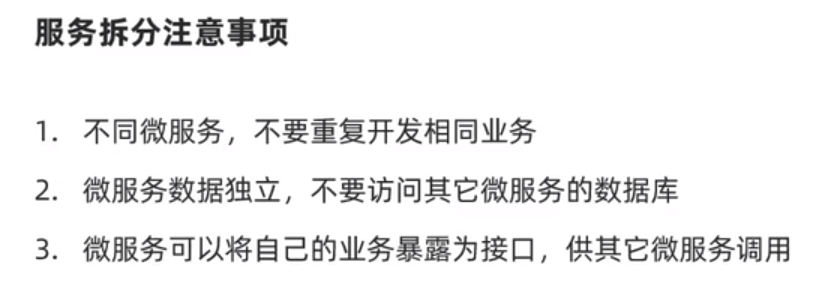 服务拆分注意事项
1. 不同微服务，不要重复开发相同业务
2. 微服务数据独立，不要访问其它微服务的数据库
3. 微服务可以将自己的业务暴露为接口，供其它微服务调用